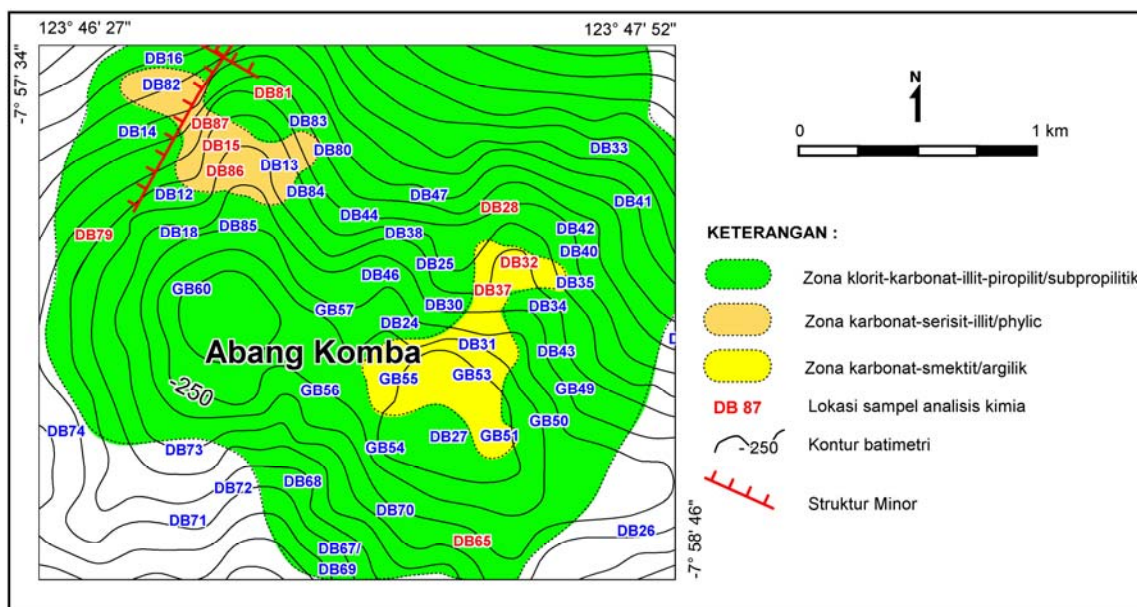 123° 46' 27"
123° 47' 52"
-7° 57' 34"
DB16
DB82
DB81
DB14
DB87
DB83
DB15
DB13
DB80
DB33
DB86
DB12
DB84
DB47
DB28
DB41
DB44
DB79
DB18
DB85
DB38
DB42
DB40
DB25
DB32
DB46
DB35
GB60
DB37
DB30
DB34
GB57
DB24
DB31
DB43
Abang Komba
GB55
GB53
-250
GB56
GB49
GB50
DB74
DB27
GB51
GB54
DB73
DB72
DB68
DB71
DB70
DB26
DB65
DB67/
DB69
-7° 58' 46"
N
0
1 km
KETERANGAN :
Zona klorit-karbonat-illit-piropilit/subpropilitik
Zona karbonat-serisit-illit/phylic
Zona karbonat-smektit/argilik
DB 87 Lokasi sampel analisis kimia
-250 Kontur batimetri
Struktur Minor